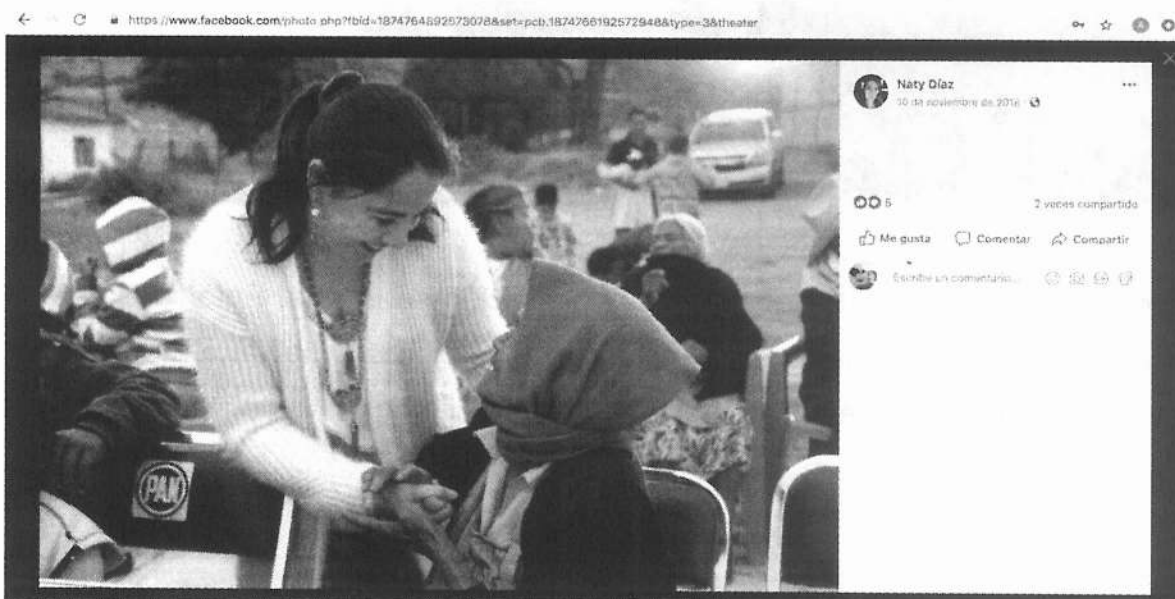 https://www.facebook.com/photo.php?fbid=1874764892573078&set=pcb.1874766192572948&type=3&theater
Naty Díaz
de noviembre de 2016
5
2 veces compartido
Me gusta
Comentar
Compartir
Escribe un comentario...
PAN